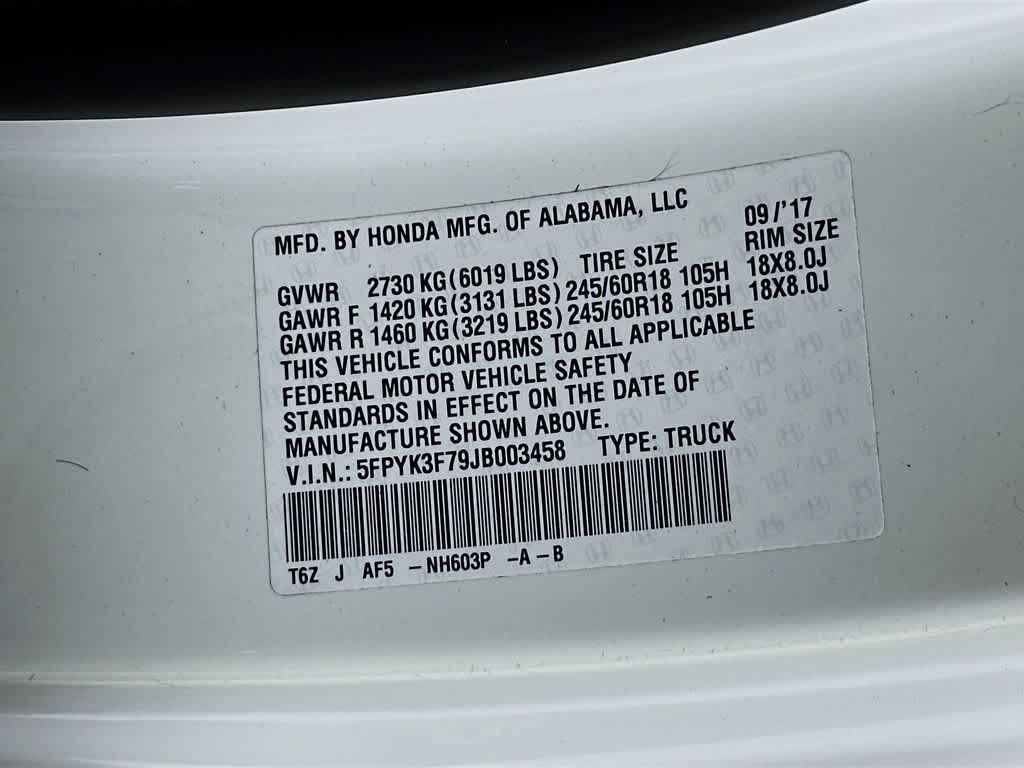 MFD. BY HONDA MFG. OF ALABAMA, LLC 09/'17
GVWR 2730 KG(6019 LBS) TIRE SIZE RIM SIZE
GAWR F 1420 KG(3131 LBS) 245/60R18 105H 18X8.0J
GAWR R 1460 KG(3219 LBS) 245/60R18 105H 18X8.0J
THIS VEHICLE CONFORMS TO ALL APPLICABLE
FEDERAL MOTOR VEHICLE SAFETY
STANDARDS IN EFFECT ON THE DATE OF
MANUFACTURE SHOWN ABOVE.
V.I.N.: 5FPYK3F79JB003458 TYPE: TRUCK
T6Z J AF5 -NH603P -A-B